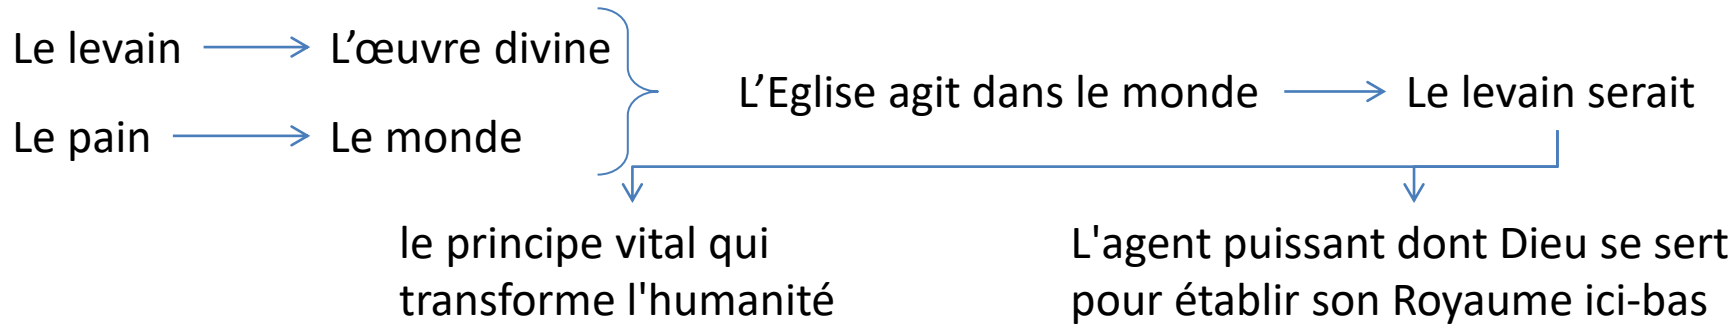 Le levain
L’œuvre divine
Le pain
Le monde
L’Eglise agit dans le monde
Le levain serait
le principe vital qui
transforme l'humanité
L'agent puissant dont Dieu se sert
pour établir son Royaume ici-bas